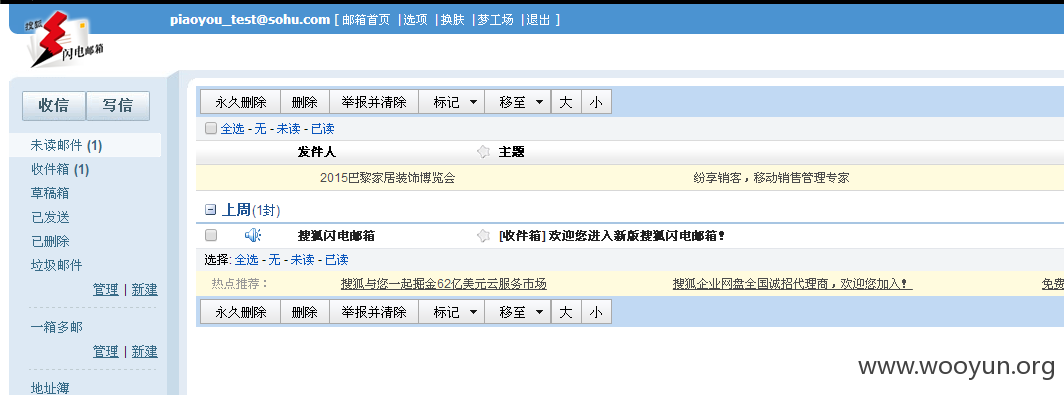 搜狐
闪电邮箱
piaoyou_test@sohu.com [ 邮箱首页 |选项 |换肤 |梦工场 |退出 ]
收信 写信
未读邮件 (1)
收件箱 (1)
草稿箱
已发送
已删除
垃圾邮件
管理 | 新建
一箱多邮
管理 | 新建
地址簿
永久删除 删除 举报并清除 标记 移至 大 小
全选 - 无 - 未读 - 已读
发件人 主题
2015巴黎家居装饰博览会 纷享销客，移动销售管理专家
上周(1封)
搜狐闪电邮箱 [收件箱] 欢迎您进入新版搜狐闪电邮箱！
选择: 全选 - 无 - 未读 - 已读
热点推荐： 搜狐与您一起掘金62亿美元云服务市场 搜狐企业网盘全国诚招代理商，欢迎您加入！ 免费
永久删除 删除 举报并清除 标记 移至 大 小
www.wooyun.org